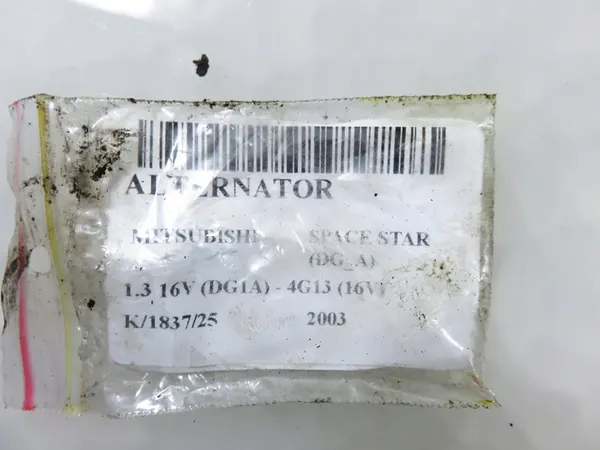 ALTERNATOR
MITSUBISHI SPACE STAR
(DG_A)
1.3 16V (DG1A) - 4G13 (16V)
K/1837/25 2003